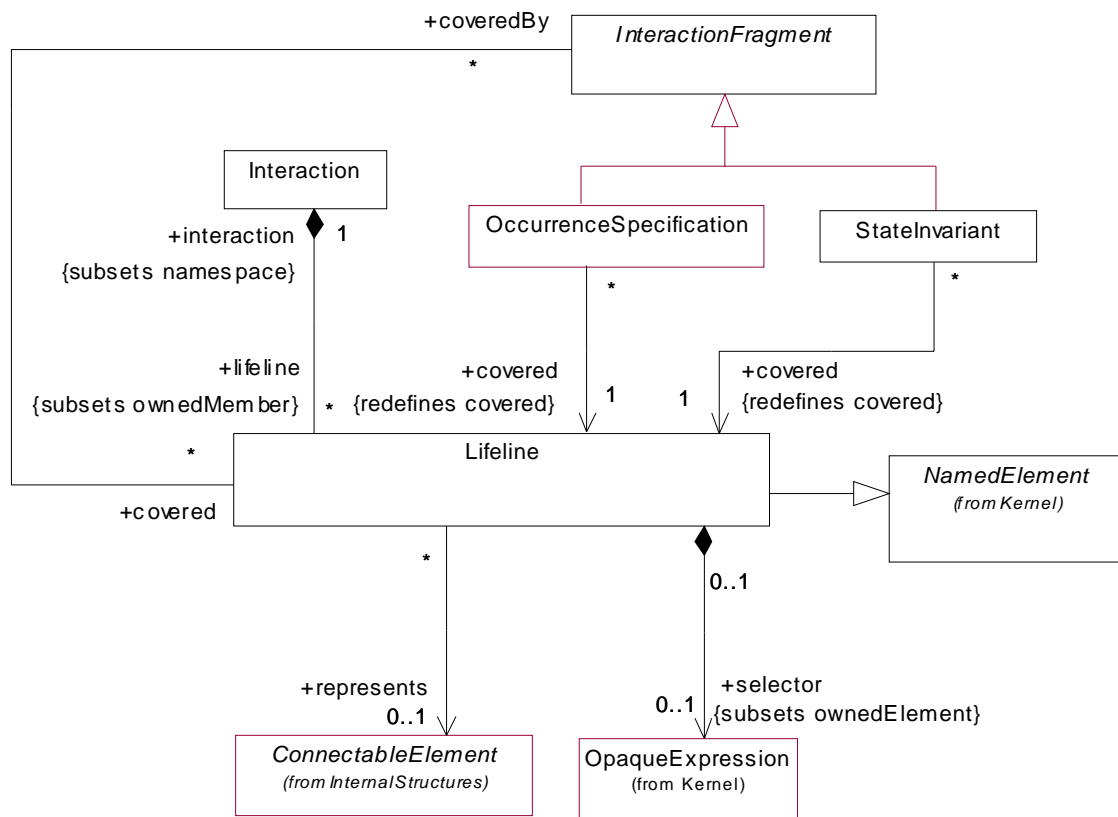 +coveredBy
*
InteractionFragment
Interaction
+interaction
1
{subsets namespace}
OccurrenceSpecification
StateInvariant
*
*
+lifeline
{subsets ownedMember}
*
+covered
{redefines covered}
1
1
+covered
{redefines covered}
*
+covered
Lifeline
NamedElement
(from Kernel)
*
0..1
+represents
0..1
+selector
0..1
{subsets ownedElement}
ConnectableElement
(from InternalStructures)
OpaqueExpression
(from Kernel)